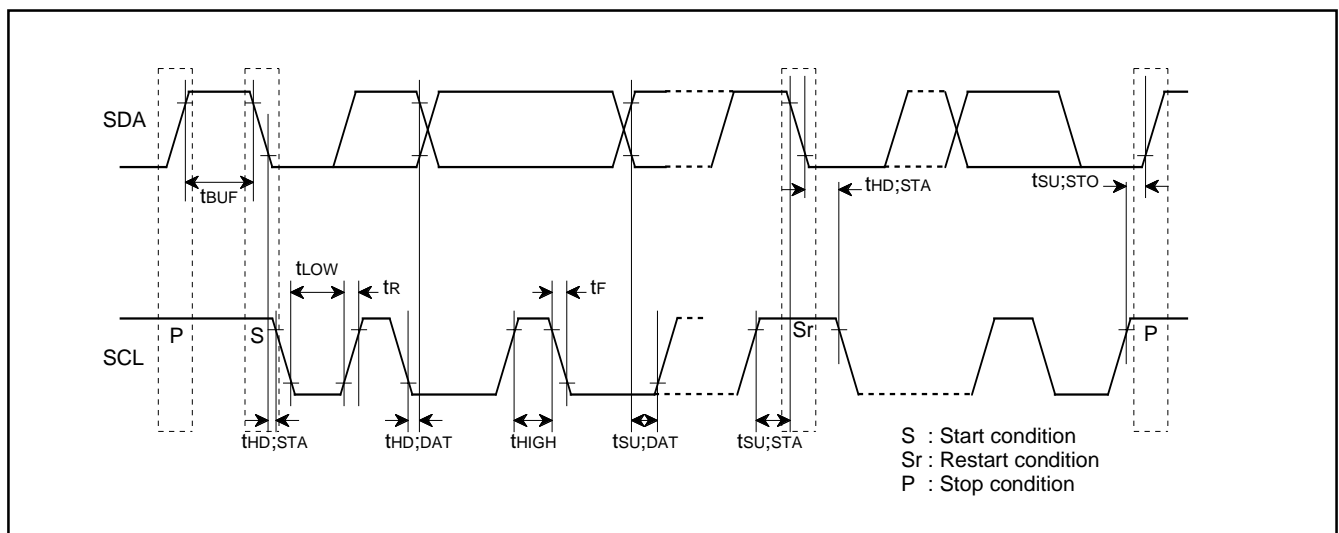 SDA
tBUF
tHD;STA
tSU;STO
tLOW
tR
tF
SCL
P
S
Sr
P
tHD;STA
tHD;DAT
tHIGH
tSU;DAT
tSU;STA
S : Start condition
Sr : Restart condition
P : Stop condition